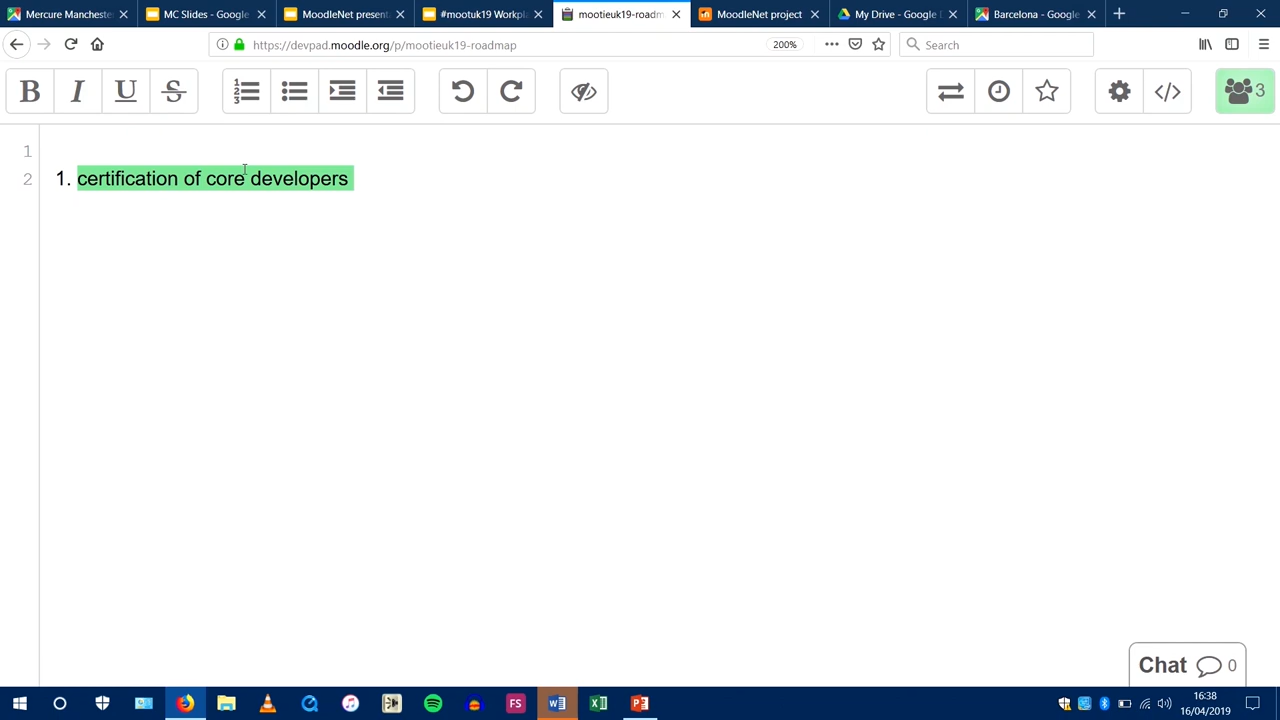 Mercure Manchester
MC Slides - Google
MoodleNet present
#mootuk19 Workpla
mootieuk19-roadm
MoodleNet project
My Drive - Google D
Barcelona - Google
https://devpad.moodle.org/p/mootieuk19-roadmap
200%
Search
B I U S
3
1
2
1. certification of core developers
Chat 0
FS
16:38
16/04/2019